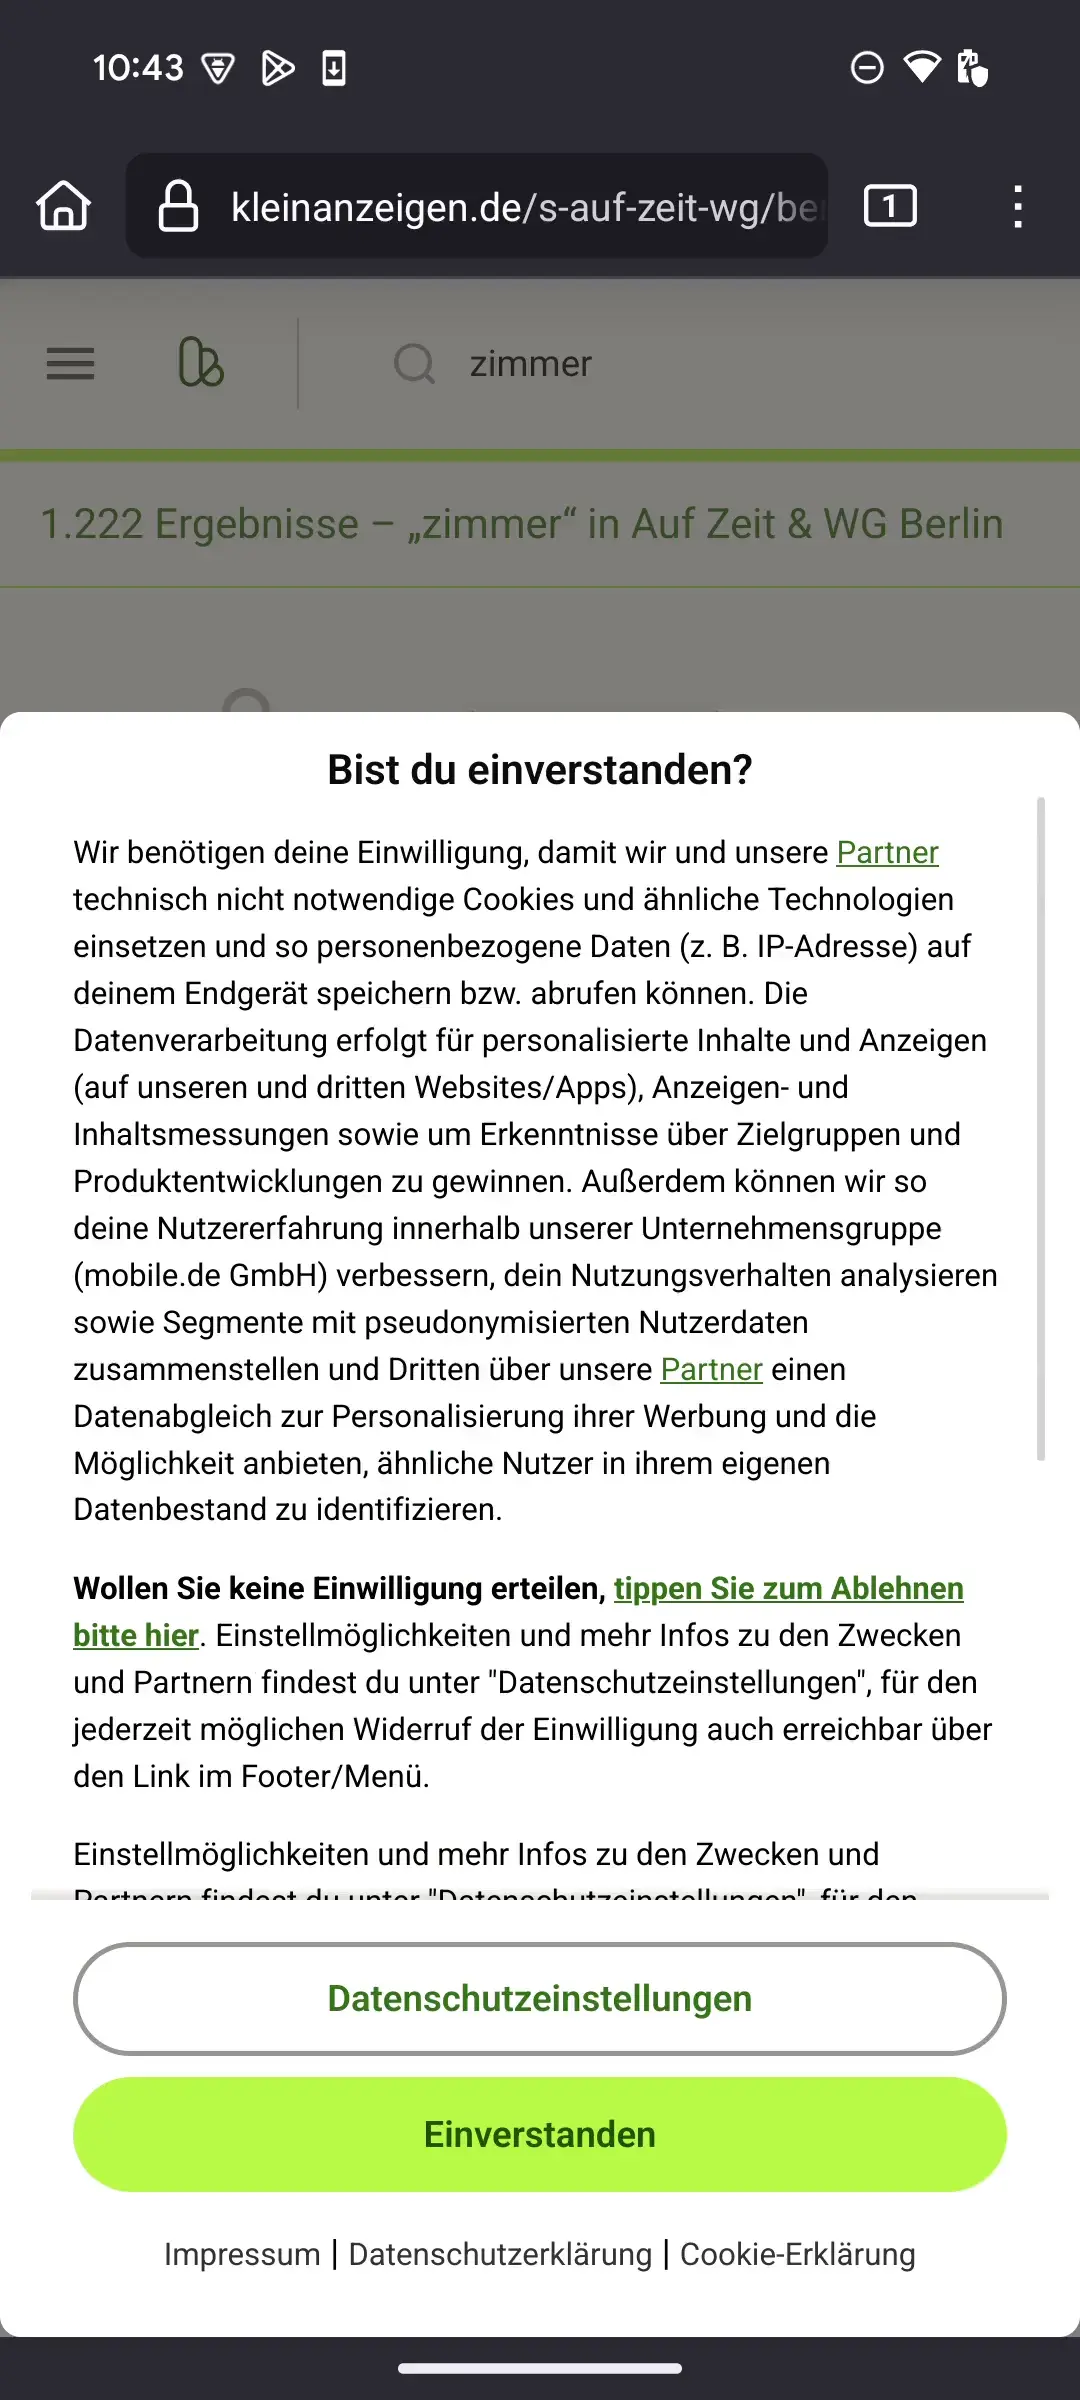 10:43
kleinanzeigen.de/s-auf-zeit-wg/be
1
zimmer
1.222 Ergebnisse – „zimmer“ in Auf Zeit & WG Berlin
Bist du einverstanden?
Wir benötigen deine Einwilligung, damit wir und unsere Partner
technisch nicht notwendige Cookies und ähnliche Technologien
einsetzen und so personenbezogene Daten (z. B. IP-Adresse) auf
deinem Endgerät speichern bzw. abrufen können. Die
Datenverarbeitung erfolgt für personalisierte Inhalte und Anzeigen
(auf unseren und dritten Websites/Apps), Anzeigen- und
Inhaltsmessungen sowie um Erkenntnisse über Zielgruppen und
Produktentwicklungen zu gewinnen. Außerdem können wir so
deine Nutzererfahrung innerhalb unserer Unternehmensgruppe
(mobile.de GmbH) verbessern, dein Nutzungsverhalten analysieren
sowie Segmente mit pseudonymisierten Nutzerdaten
zusammenstellen und Dritten über unsere Partner einen
Datenabgleich zur Personalisierung ihrer Werbung und die
Möglichkeit anbieten, ähnliche Nutzer in ihrem eigenen
Datenbestand zu identifizieren.
Wollen Sie keine Einwilligung erteilen, tippen Sie zum Ablehnen
bitte hier. Einstellmöglichkeiten und mehr Infos zu den Zwecken
und Partnern findest du unter "Datenschutzeinstellungen", für den
jederzeit möglichen Widerruf der Einwilligung auch erreichbar über
den Link im Footer/Menü.
Einstellmöglichkeiten und mehr Infos zu den Zwecken und
Partnern findest du unter "Datenschutzeinstellungen", für den
Datenschutzeinstellungen
Einverstanden
Impressum | Datenschutzerklärung | Cookie-Erklärung